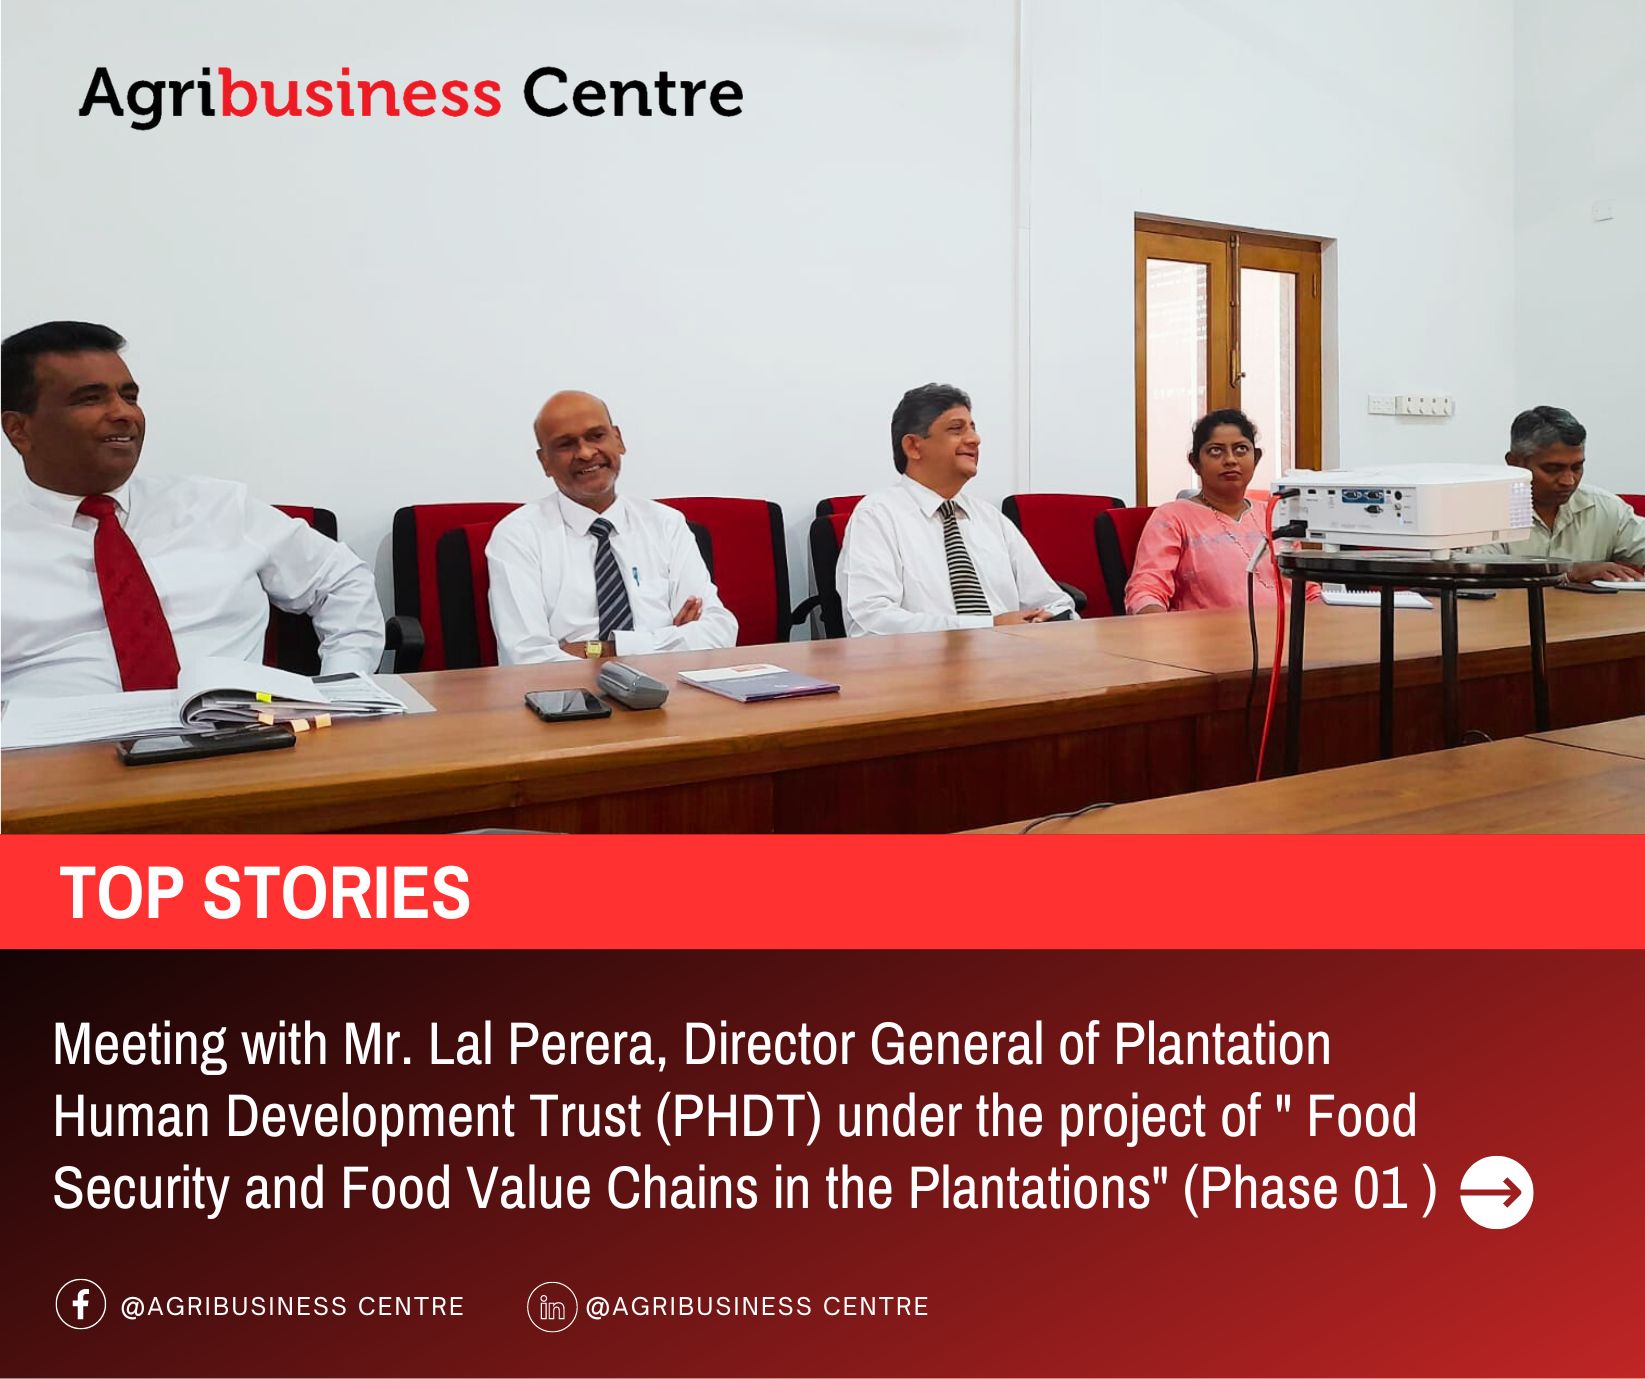 Agribusiness Centre
TOP STORIES
Meeting with Mr. Lal Perera, Director General of Plantation
Human Development Trust (PHDT) under the project of " Food
Security and Food Value Chains in the Plantations" (Phase 01 )
@AGRIBUSINESS CENTRE
@AGRIBUSINESS CENTRE